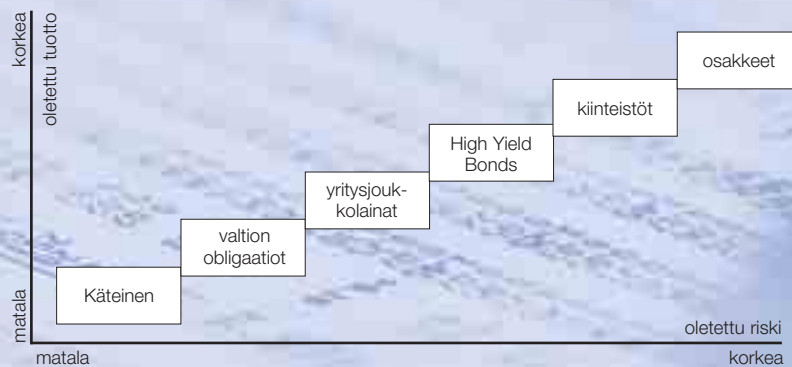 korkea
oletettu tuotto
osakkeet
kiinteistöt
High Yield
Bonds
yritysjouk-
kolainat
valtion
obligaatiot
Käteinen
matala
oletettu riski
matala
korkea